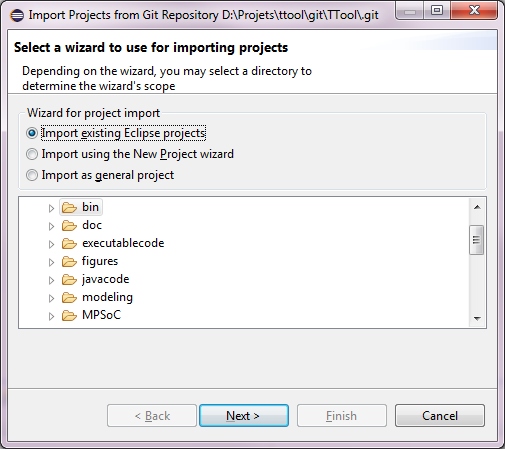 Import Projects from Git Repository D:\Projets\ttool\git\TTool\.git
Select a wizard to use for importing projects
Depending on the wizard, you may select a directory to
determine the wizard's scope
Wizard for project import
Import existing Eclipse projects
Import using the New Project wizard
Import as general project
bin
doc
executablecode
figures
javacode
modeling
MPSoC
< Back
Next >
Finish
Cancel